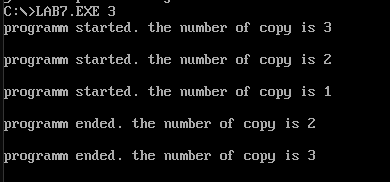 C:\>LAB7.EXE 3
programm started. the number of copy is 3
programm started. the number of copy is 2
programm started. the number of copy is 1
programm ended. the number of copy is 2
programm ended. the number of copy is 3